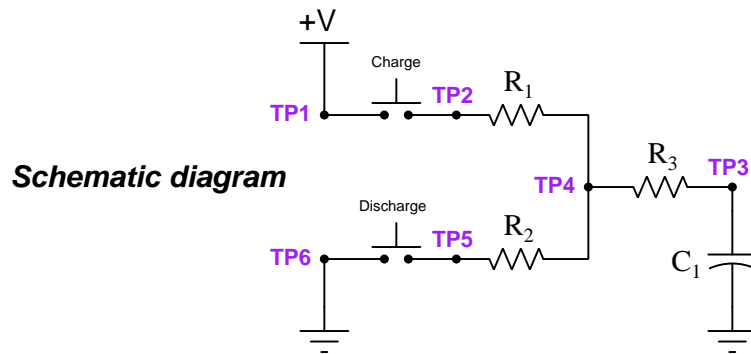 +V
Charge
TP1
TP2
R1
Schematic diagram
TP4
R3
TP3
Discharge
TP6
TP5
R2
C1